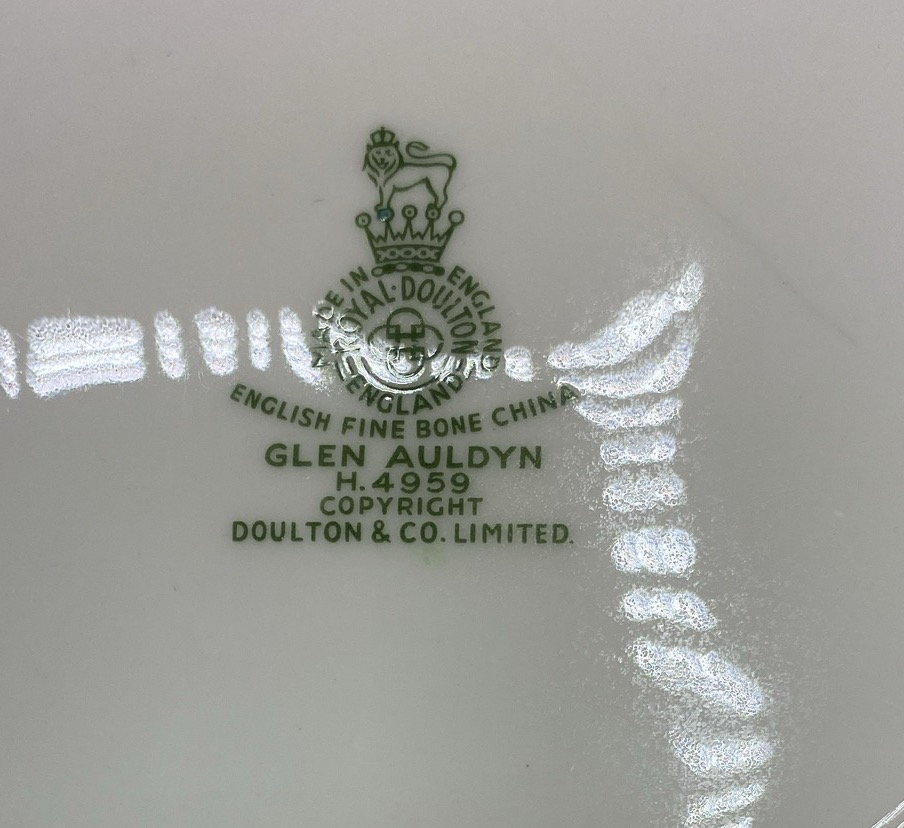 MADE IN ENGLAND
ROYAL·DOULTON
ENGLAND
ENGLISH FINE BONE CHINA
GLEN AULDYN
H.4959
COPYRIGHT
DOULTON & CO. LIMITED.